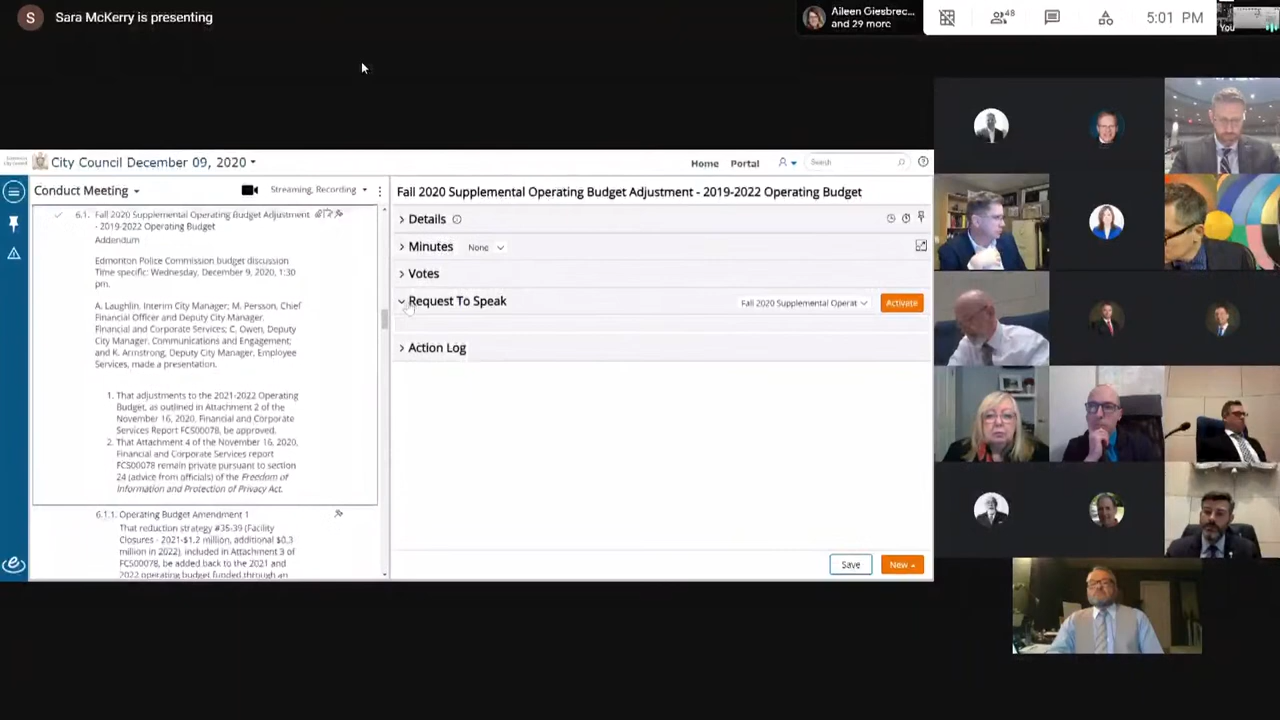 S
Sara McKerry is presenting
Aileen Giesbrec...
and 29 more
48
5:01 PM
You
City Council December 09, 2020
Home
Portal
Search
Conduct Meeting
Streaming, Recording
6.1. Fall 2020 Supplemental Operating Budget Adjustment
- 2019-2022 Operating Budget
Addendum
Edmonton Police Commission budget discussion
Time specific: Wednesday, December 9, 2020, 1:30
pm.
A. Laughlin, Interim City Manager; M. Persson, Chief
Financial Officer and Deputy City Manager,
Financial and Corporate Services; C. Owen, Deputy
City Manager, Communications and Engagement;
and K. Armstrong, Deputy City Manager, Employee
Services, made a presentation.
1. That adjustments to the 2021-2022 Operating
Budget, as outlined in Attachment 2 of the
November 16, 2020, Financial and Corporate
Services Report FCS00078, be approved.
2. That Attachment 4 of the November 16, 2020,
Financial and Corporate Services report
FCS00078 remain private pursuant to section
24 (advice from officials) of the Freedom of
Information and Protection of Privacy Act.
6.1.1. Operating Budget Amendment 1
That reduction strategy #35-39 (Facility
Closures - 2021-$1.2 million, additional $0.3
million in 2022), included in Attachment 3 of
FCS00078, be added back to the 2021 and
2022 operating budget funded through an
Fall 2020 Supplemental Operating Budget Adjustment - 2019-2022 Operating Budget
Details
Minutes
None
Votes
Request To Speak
Fall 2020 Supplemental Operat
Activate
Action Log
Save
New